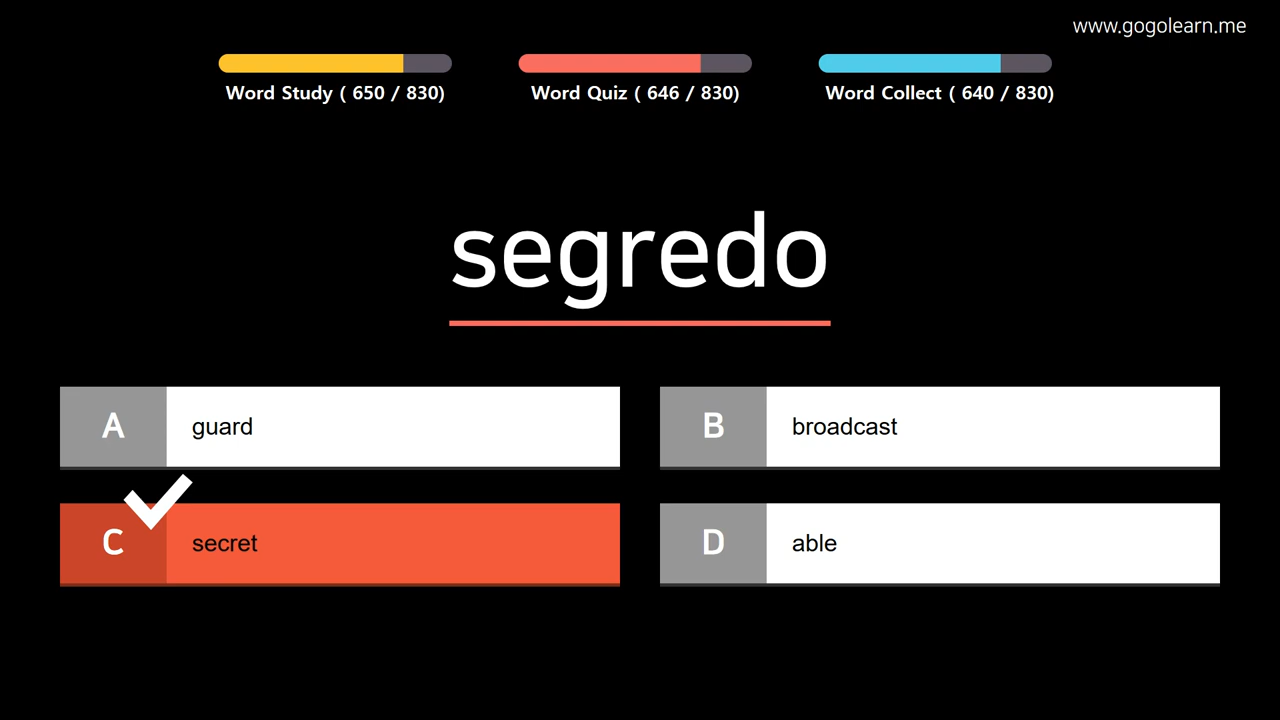 www.gogolearn.me
Word Study ( 650 / 830)
Word Quiz ( 646 / 830)
Word Collect ( 640 / 830)
segredo
A guard
B broadcast
C secret
D able